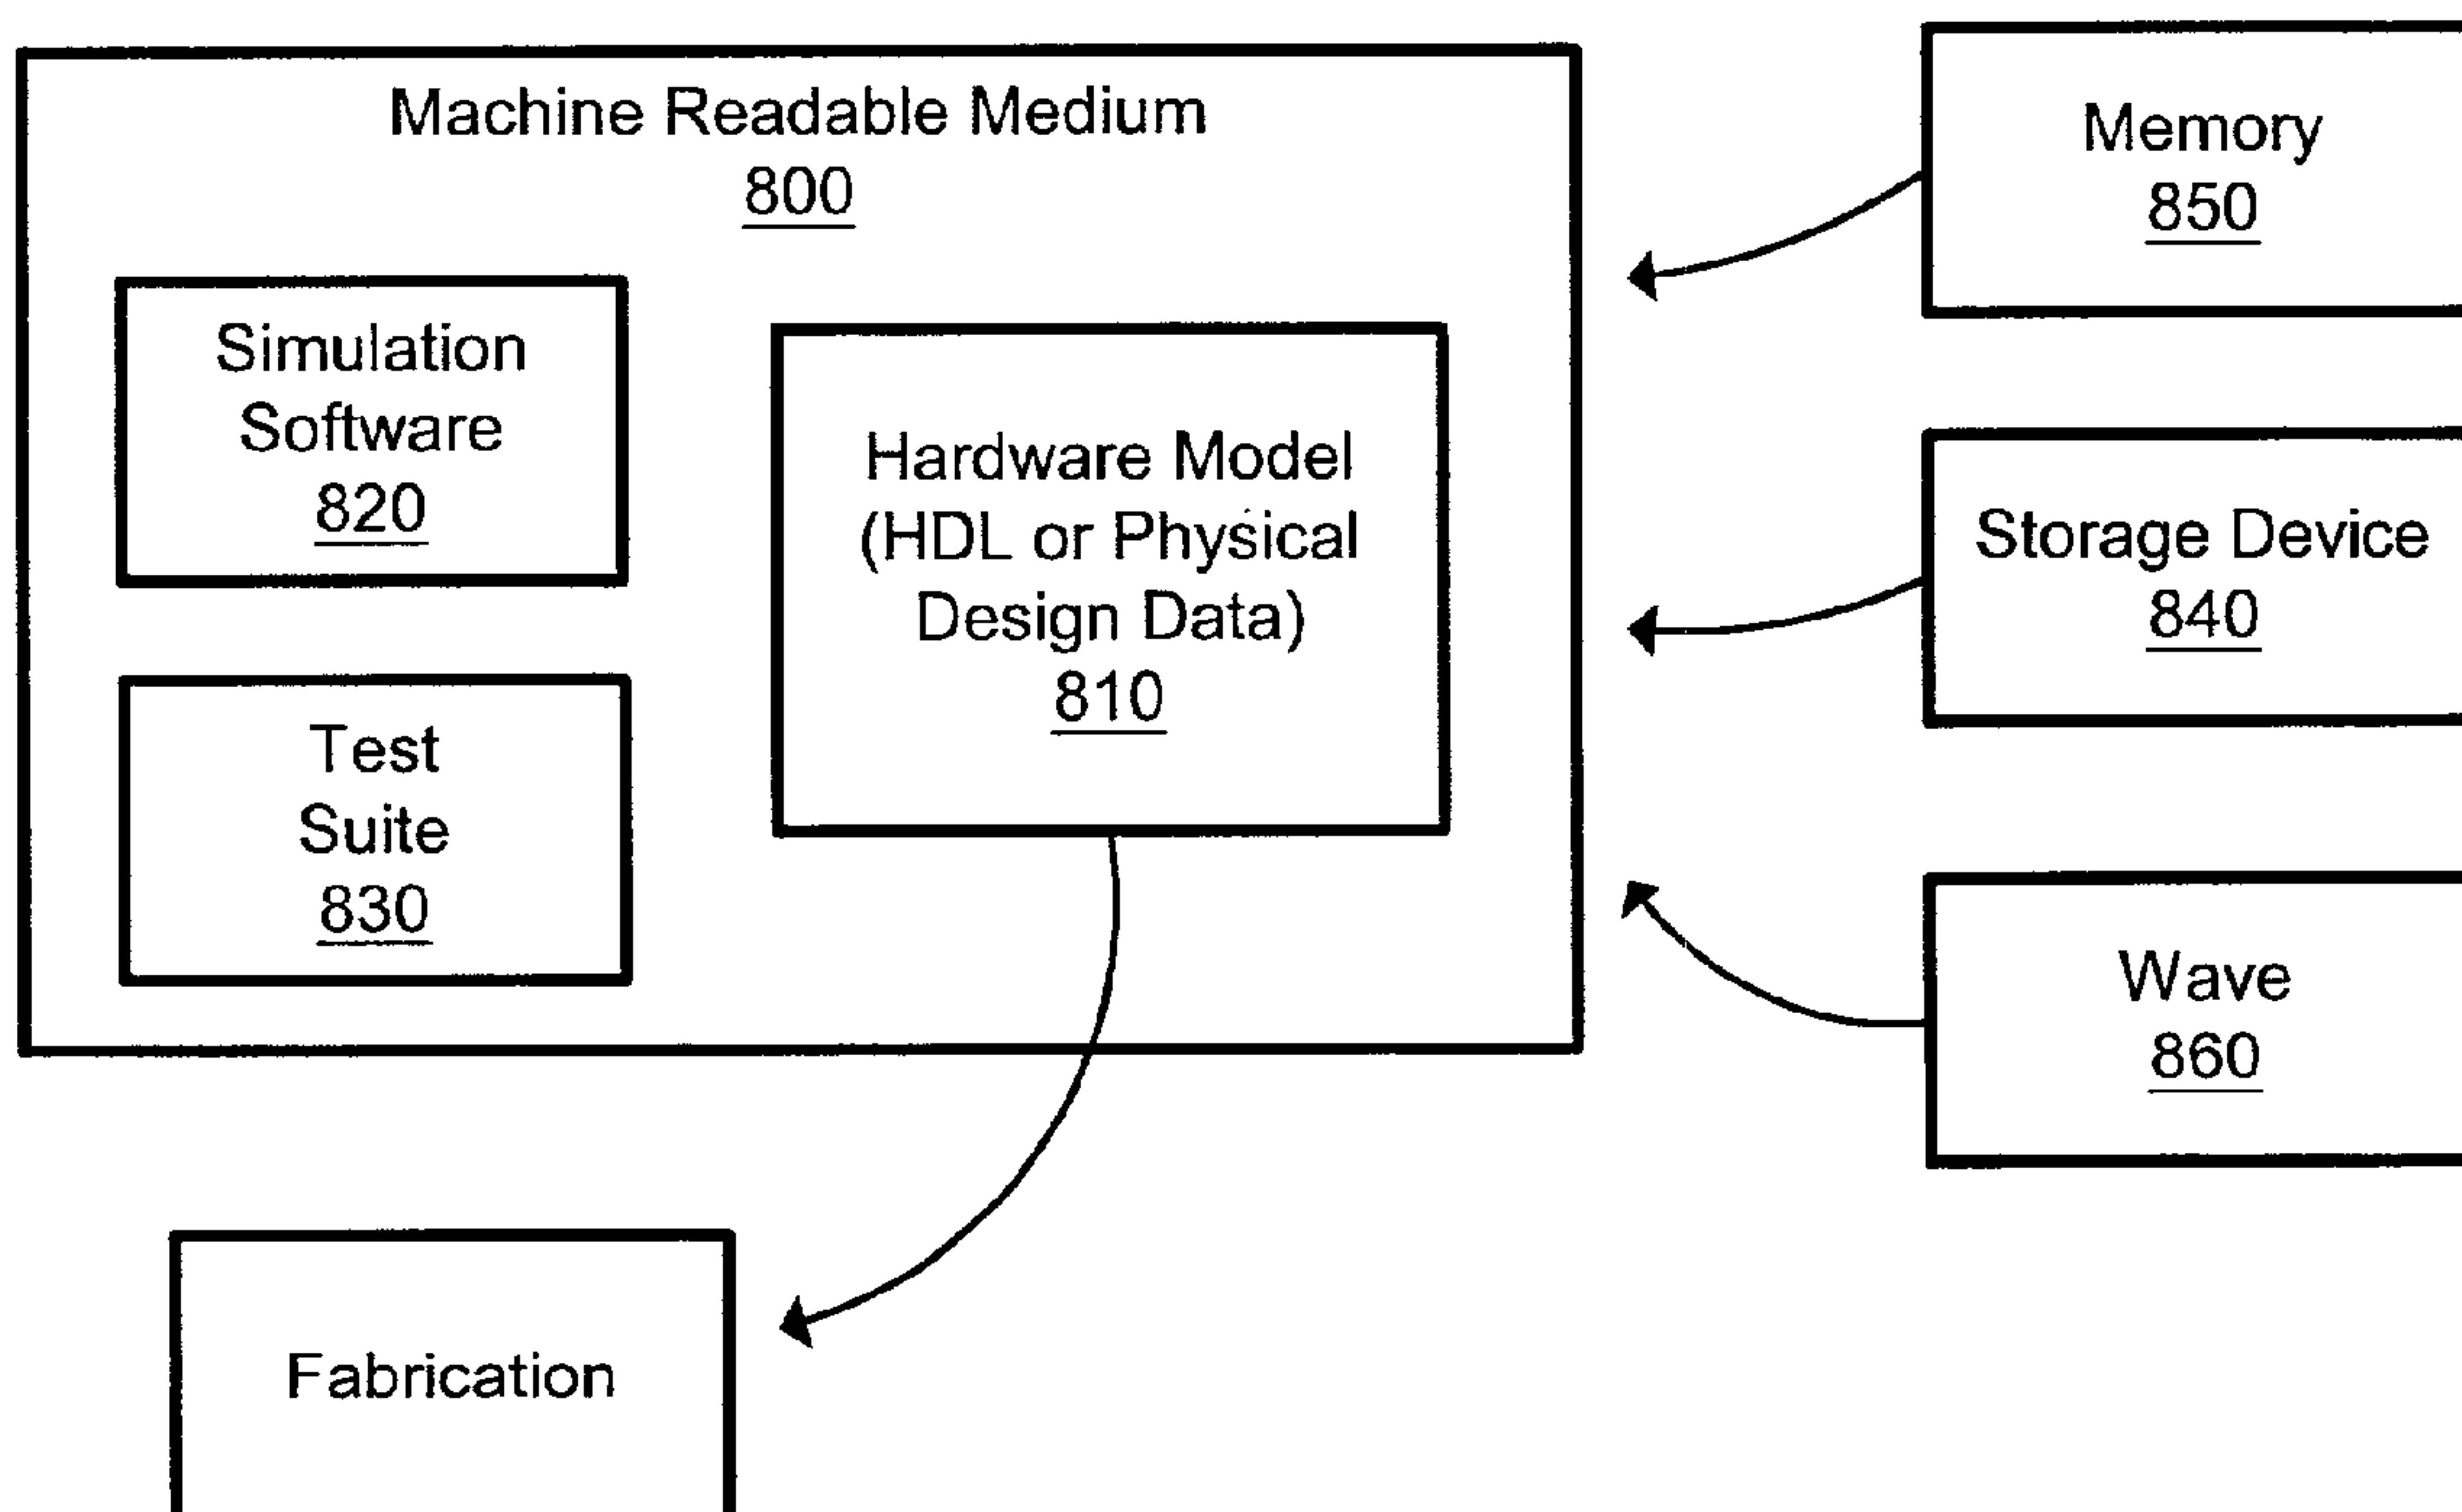 Machine Readable Medium
800
Simulation
Software
820
Hardware Model
(HDL or Physical
Design Data)
810
Test
Suite
830
Memory
850
Storage Device
840
Wave
860
Fabrication